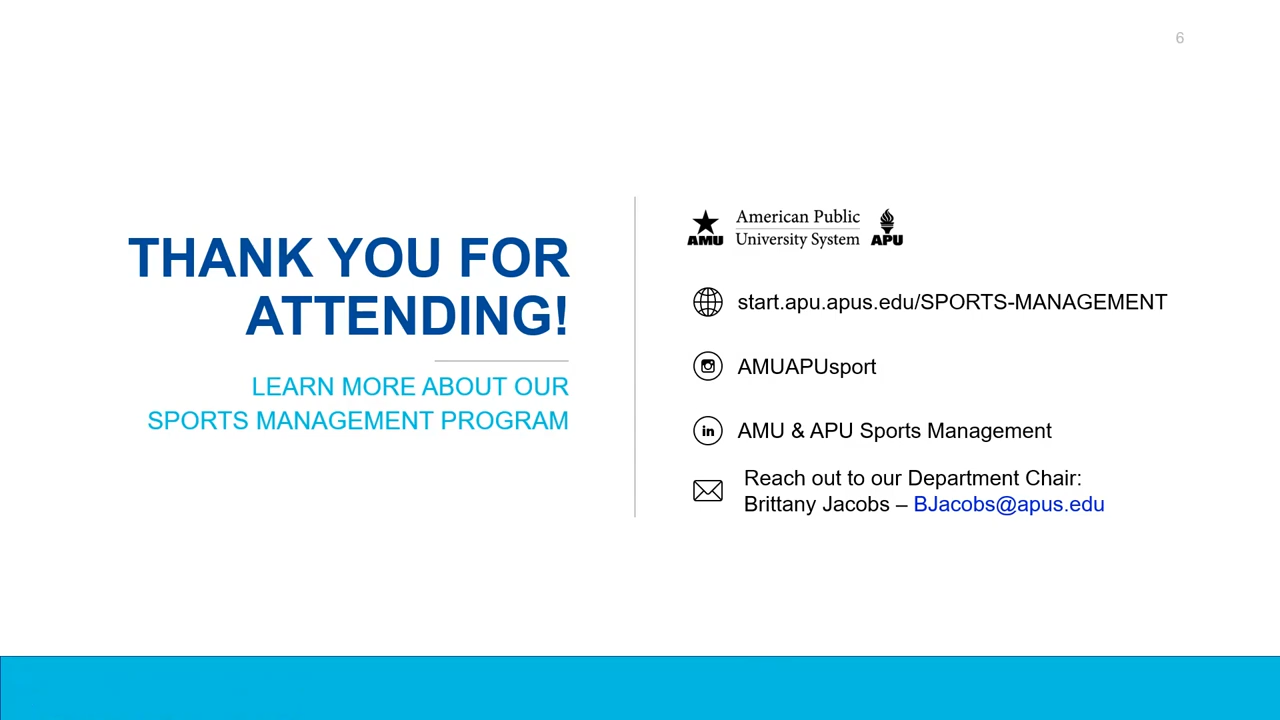 6
THANK YOU FOR
ATTENDING!
LEARN MORE ABOUT OUR
SPORTS MANAGEMENT PROGRAM
AMU
American Public
University System
APU
start.apu.apus.edu/SPORTS-MANAGEMENT
AMUAPUsport
in
AMU & APU Sports Management
Reach out to our Department Chair:
Brittany Jacobs – BJacobs@apus.edu